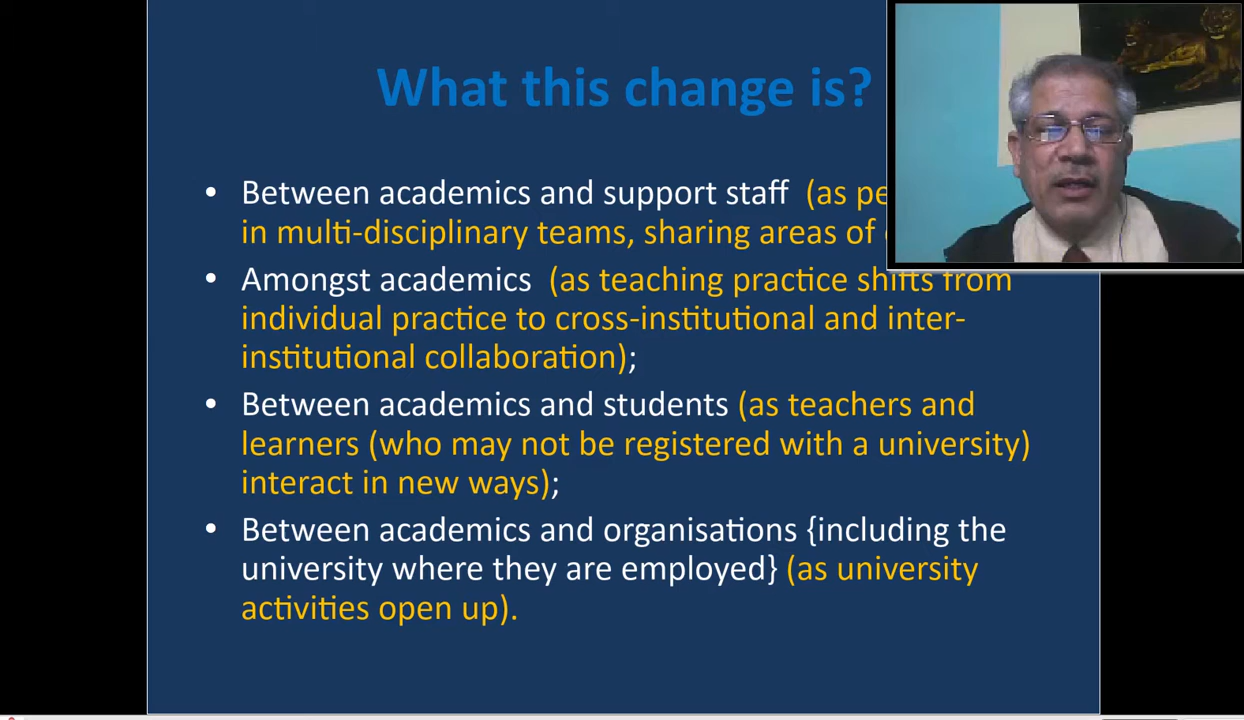 What this change is?
• Between academics and support staff (as
in multi-disciplinary teams, sharing areas of
• Amongst academics (as teaching practice shifts from
individual practice to cross-institutional and inter-
institutional collaboration);
• Between academics and students (as teachers and
learners (who may not be registered with a university)
interact in new ways);
• Between academics and organisations {including the
university where they are employed} (as university
activities open up).